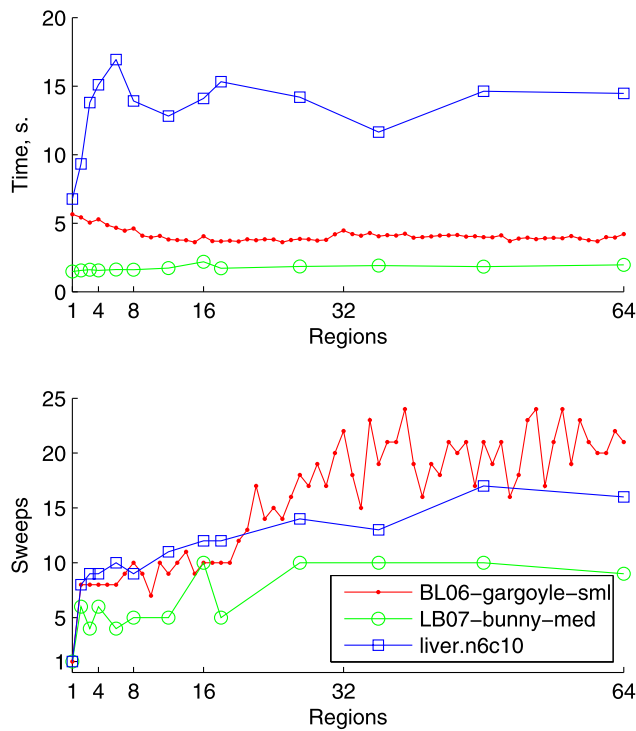 20
15
10
5
0
Time, s.
1 4 8 16 32 64
Regions
25
20
15
10
5
1
Sweeps
BL06-gargoyle-sml
LB07-bunny-med
liver.n6c10
1 4 8 16 32 64
Regions